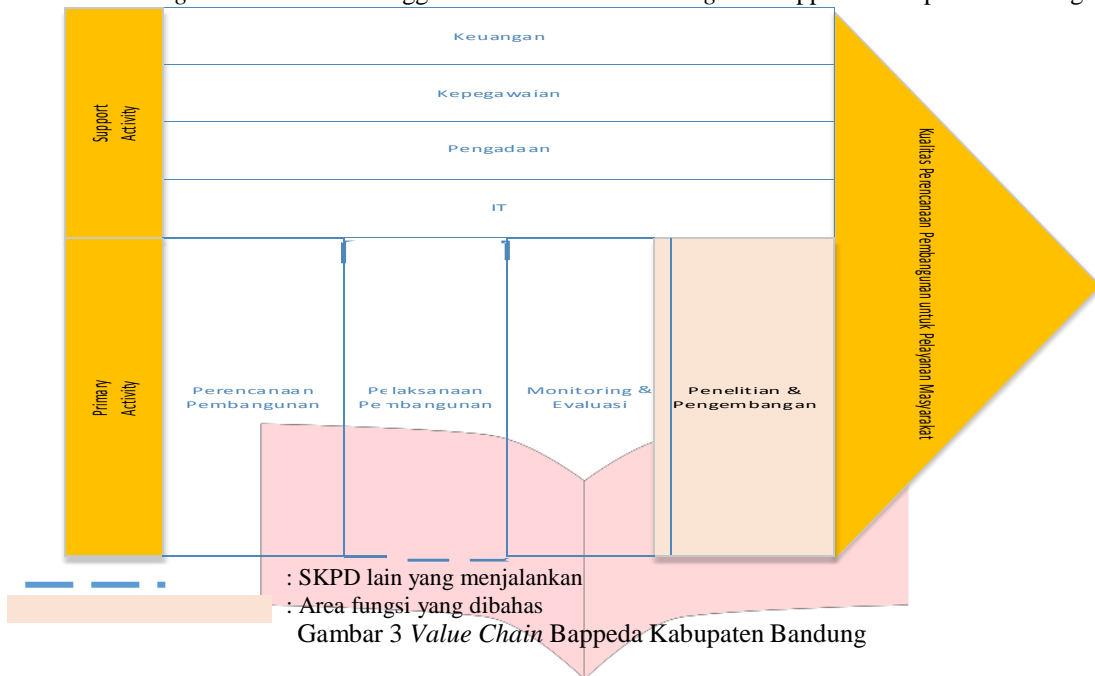 Keuangan
Kepegawaian
Pengadaan
IT
Support
Activity
Primary
Activity
Perencanaan
Pembangunan
Pelaksanaan
Pembangunan
Monitoring &
Evaluasi
Penelitian &
Pengembangan
Kualitas Perencanaan Pembangunan untuk Pelayanan Masyarakat
: SKPD lain yang menjalankan
: Area fungsi yang dibahas
Gambar 3 Value Chain Bappeda Kabupaten Bandung